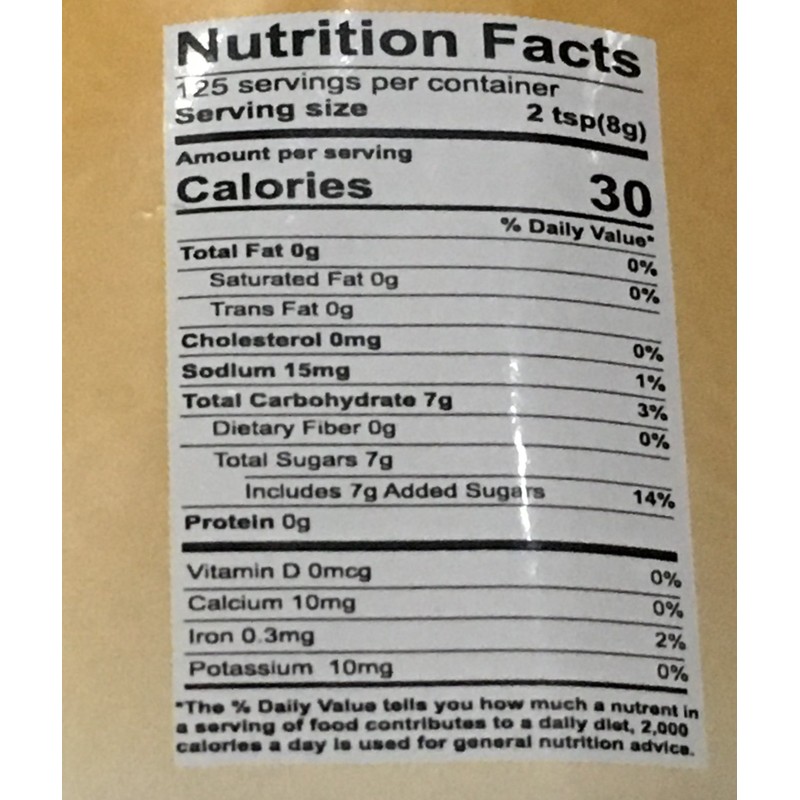 Nutrition Facts
125 servings per container
Serving size 2 tsp(8g)
Amount per serving
Calories 30
% Daily Value*
Total Fat 0g 0%
Saturated Fat 0g 0%
Trans Fat 0g
Cholesterol 0mg 0%
Sodium 15mg 1%
Total Carbohydrate 7g 3%
Dietary Fiber 0g 0%
Total Sugars 7g
Includes 7g Added Sugars 14%
Protein 0g
Vitamin D 0mcg 0%
Calcium 10mg 0%
Iron 0.3mg 2%
Potassium 10mg 0%
*The % Daily Value tells you how much a nutrent in
a serving of food contributes to a daily diet, 2,000
calories a day is used for general nutrition advice.